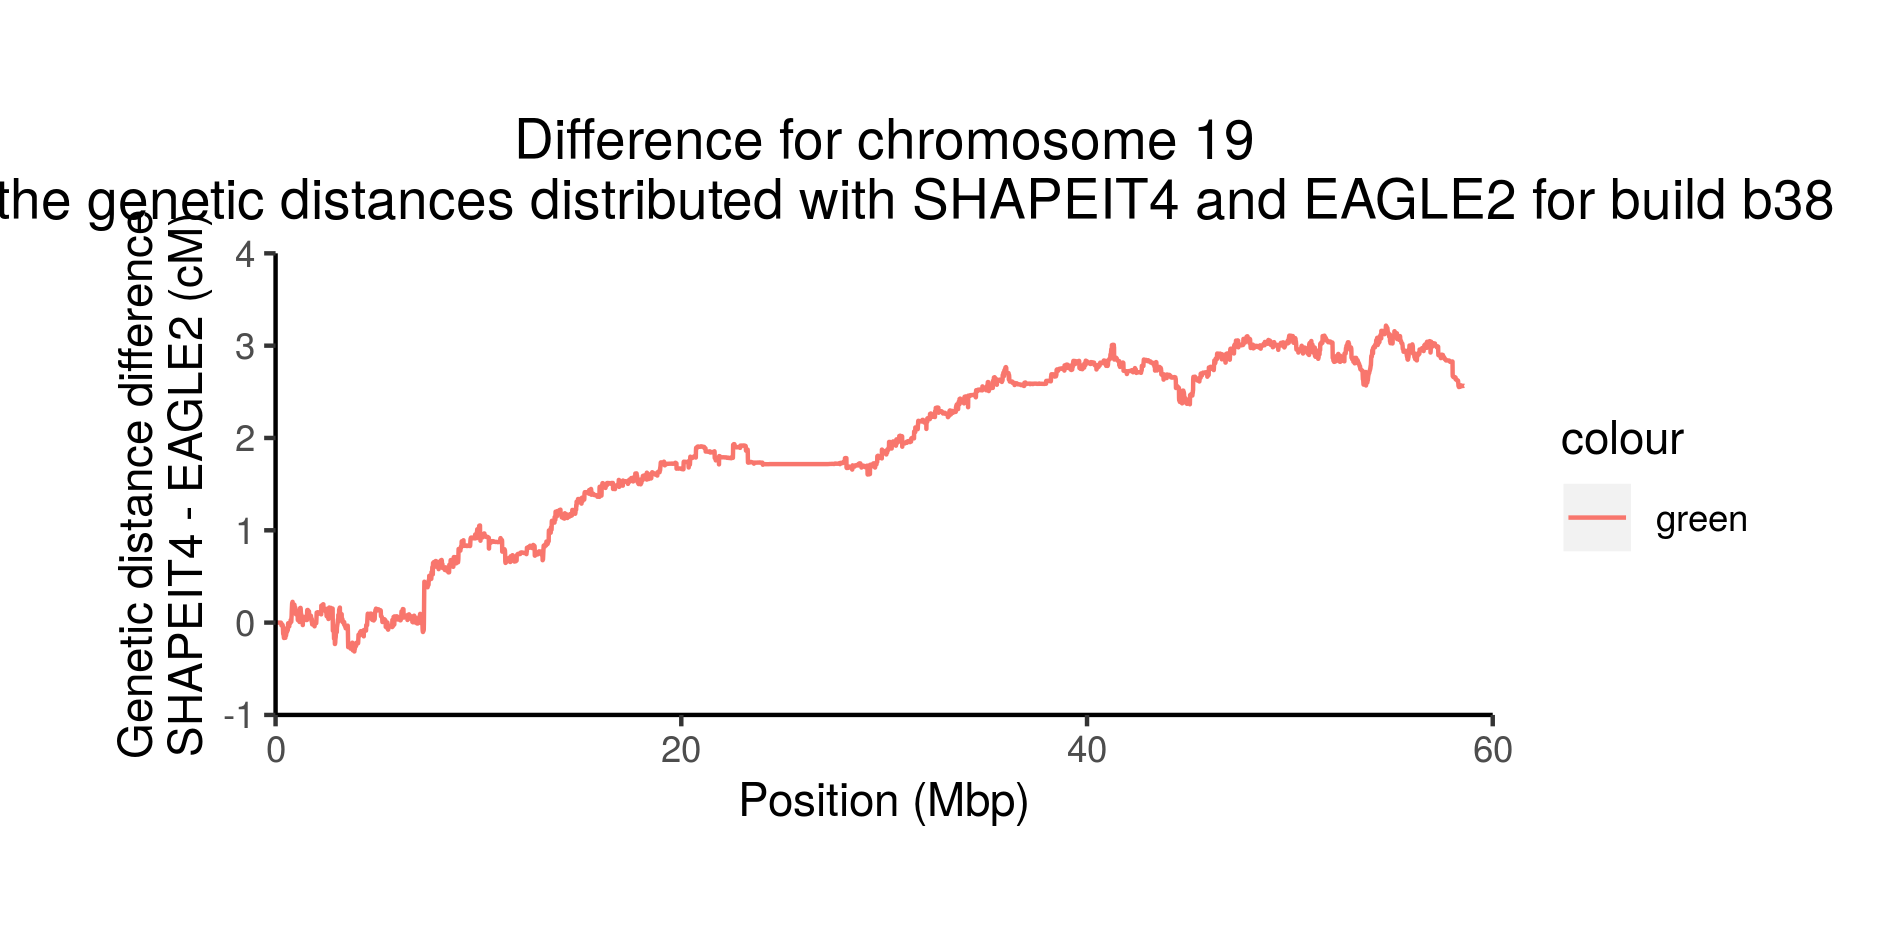 Difference for chromosome 19
the genetic distances distributed with SHAPEIT4 and EAGLE2 for build b38
Genetic distance difference
SHAPEIT4 - EAGLE2 (cM)
4
3
2
1
0
-1
0 20 40 60
Position (Mbp)
colour
green